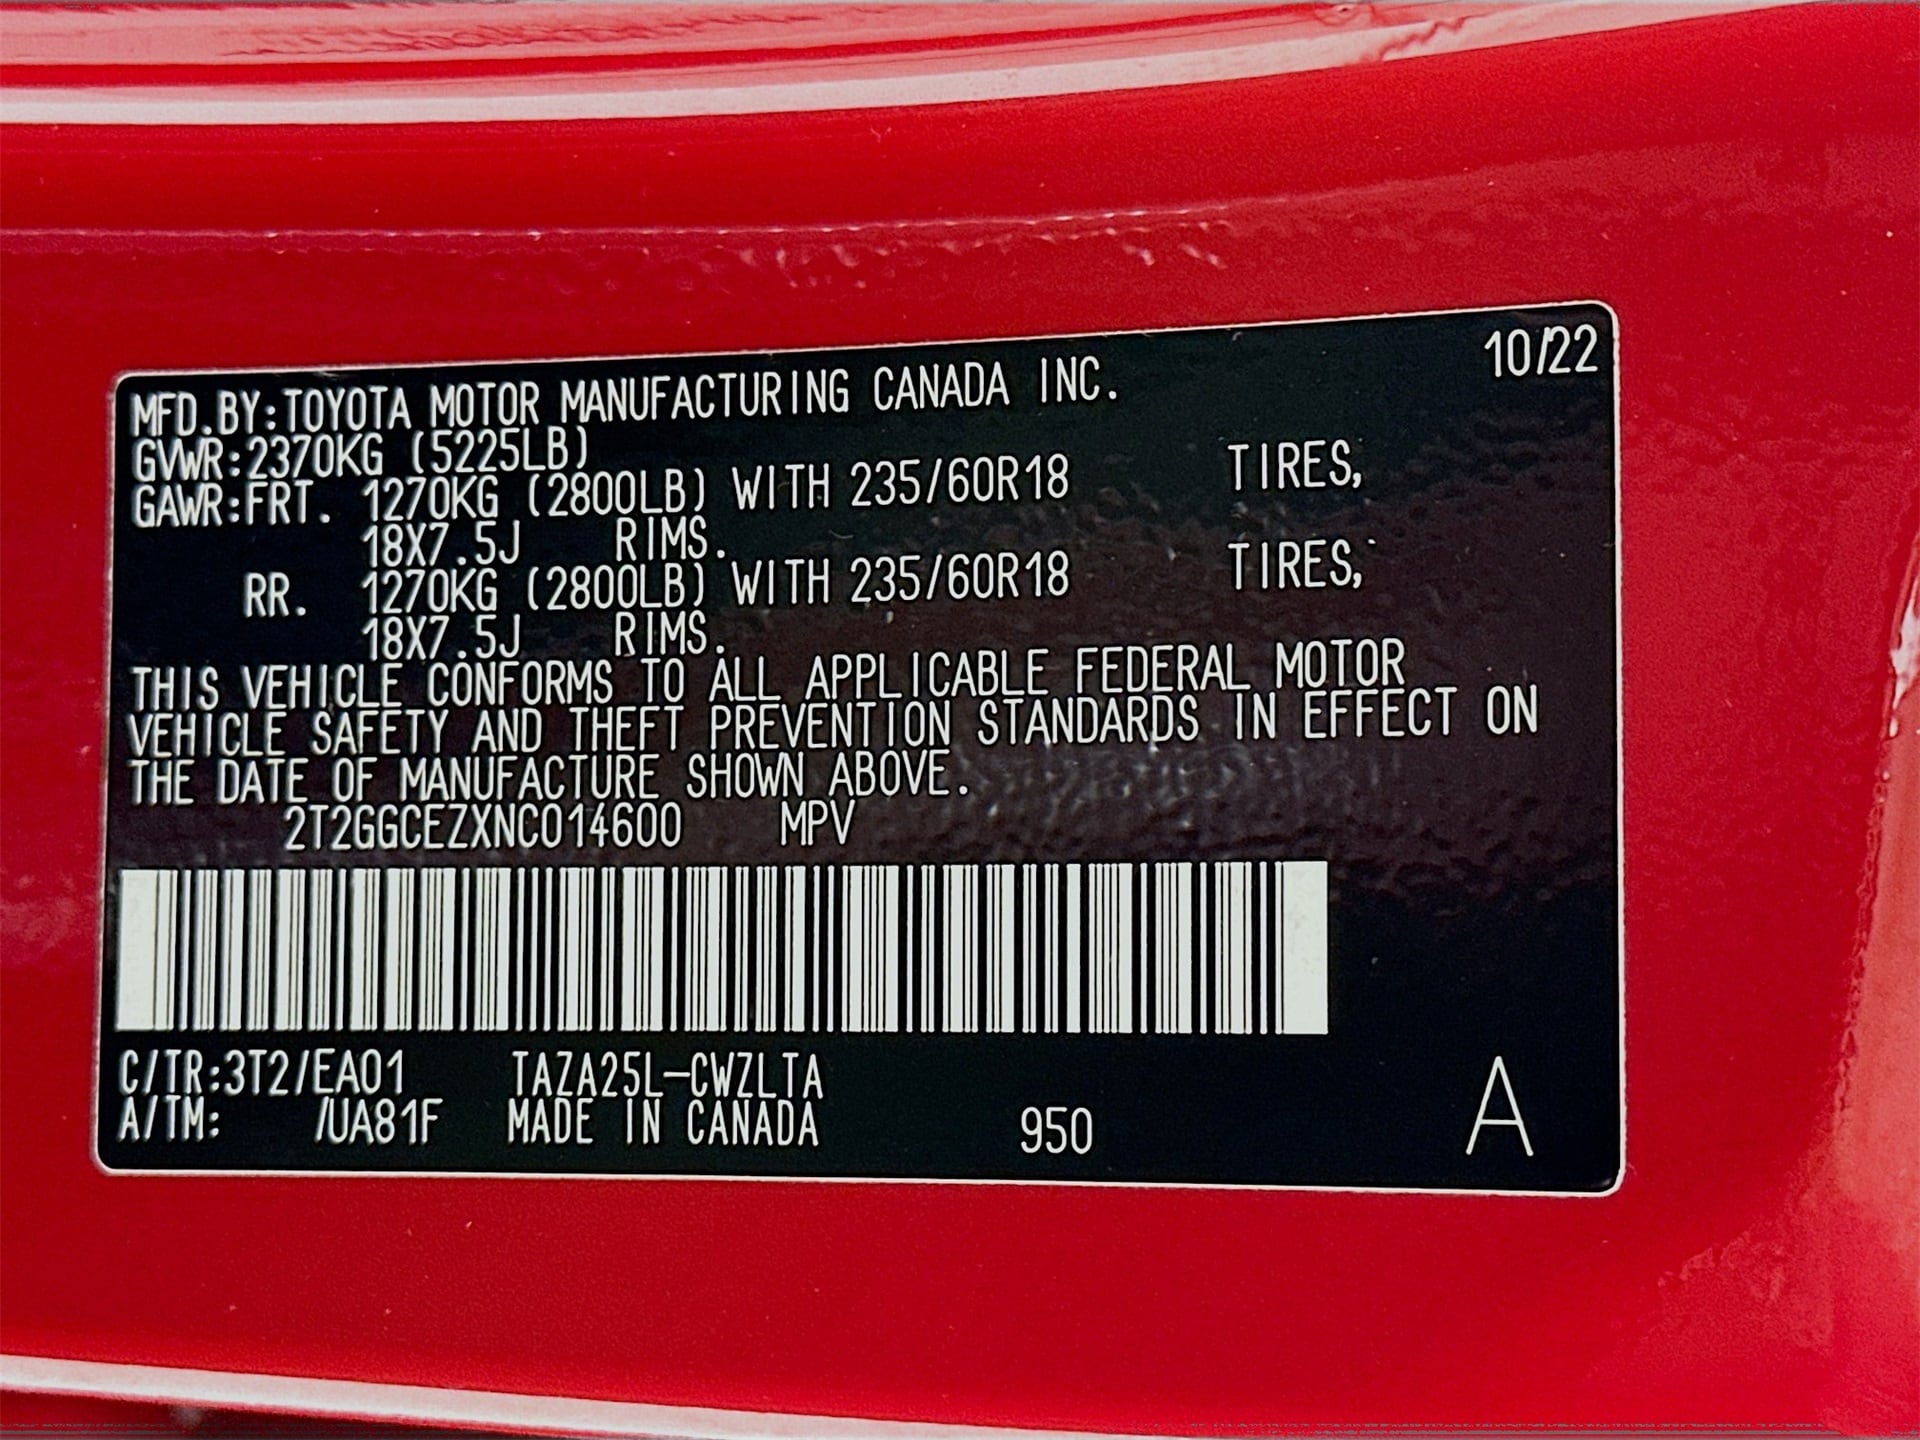 10/22
MFD.BY:TOYOTA MOTOR MANUFACTURING CANADA INC.
GVWR:2370KG (5225LB)
GAWR:FRT. 1270KG (2800LB) WITH 235/60R18 TIRES,
18X7.5J RIMS.
RR. 1270KG (2800LB) WITH 235/60R18 TIRES,
18X7.5J RIMS.
THIS VEHICLE CONFORMS TO ALL APPLICABLE FEDERAL MOTOR
VEHICLE SAFETY AND THEFT PREVENTION STANDARDS IN EFFECT ON
THE DATE OF MANUFACTURE SHOWN ABOVE.
2T2GGCEZXNC014600 MPV
C/TR:3T2/EA01 TAZA25L-CWZLTA
A/TM: /UA81F MADE IN CANADA 950 A